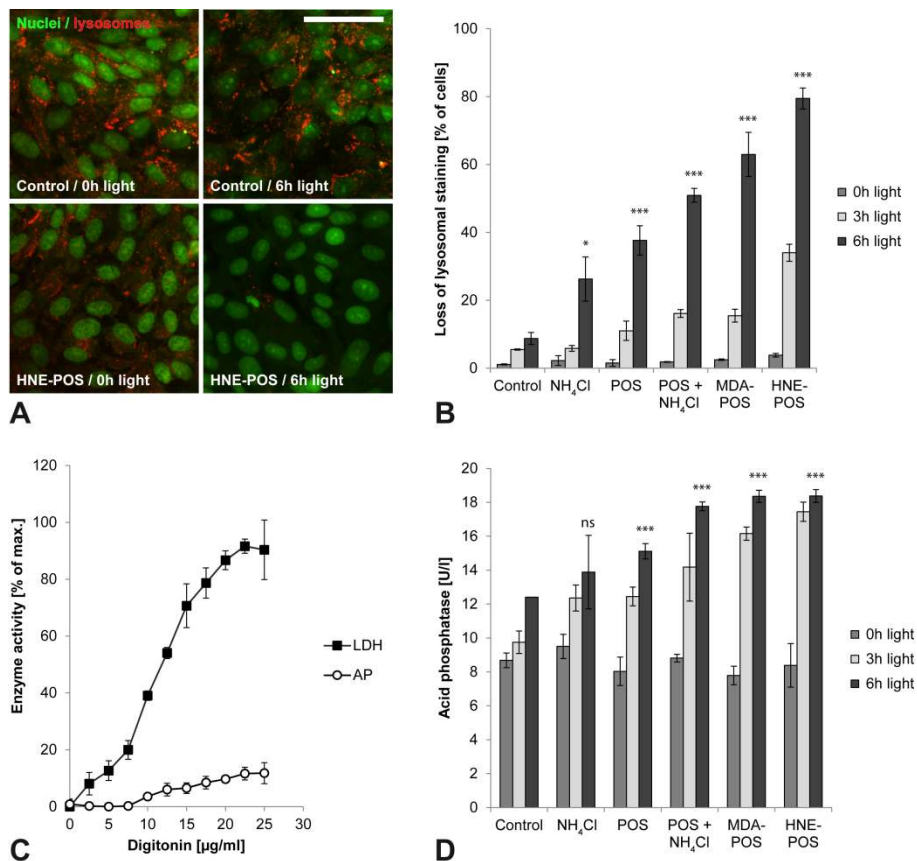 Nuclei / lysosomes
Control / 0h light
Control / 6h light
HNE-POS / 0h light
HNE-POS / 6h light
A
Loss of lysosomal staining [% of cells]
100
80
60
40
20
0
*
***
***
***
***
Control
NH4Cl
POS
POS +
NH4Cl
MDA-
POS
HNE-
POS
0h light
3h light
6h light
B
Enzyme activity [% of max.]
120
100
80
60
40
20
0
0
5
10
15
20
25
30
Digitonin [µg/ml]
LDH
AP
C
Acid phosphatase [U/l]
20
18
16
14
12
10
8
6
4
2
0
ns
***
***
***
***
Control
NH4Cl
POS
POS +
NH4Cl
MDA-
POS
HNE-
POS
0h light
3h light
6h light
D